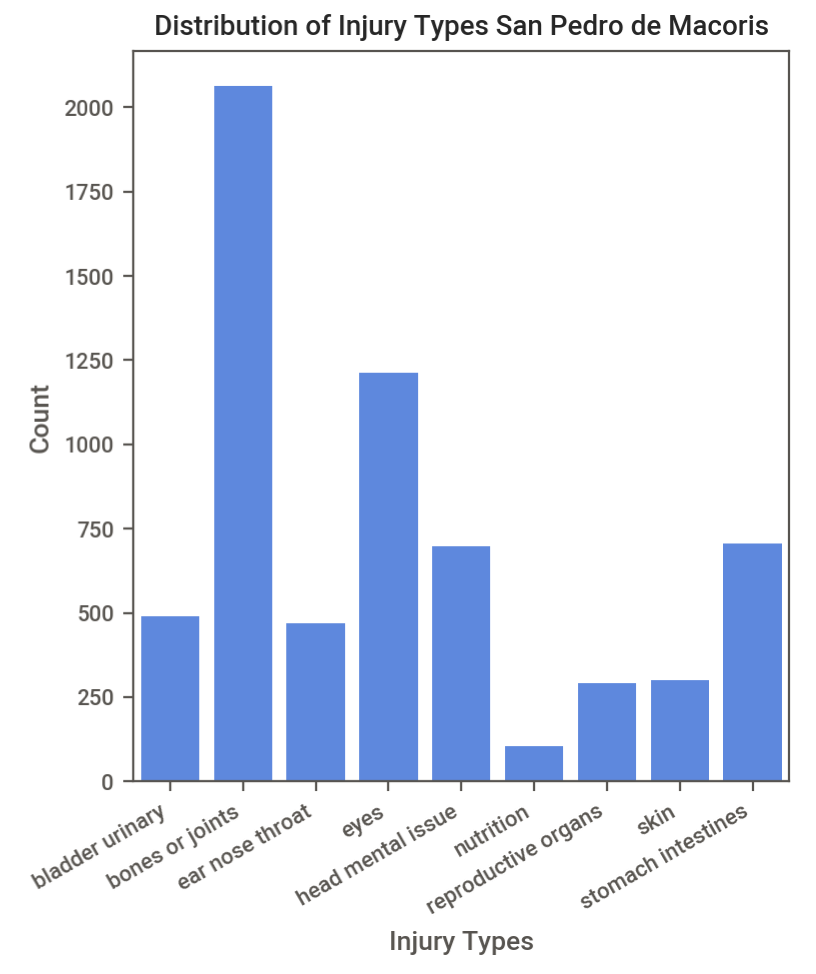 Distribution of Injury Types San Pedro de Macoris
Count
2000
1750
1500
1250
1000
750
500
250
0
bladder urinary
bones or joints
ear nose throat
eyes
head mental issue
nutrition
reproductive organs
skin
stomach intestines
Injury Types